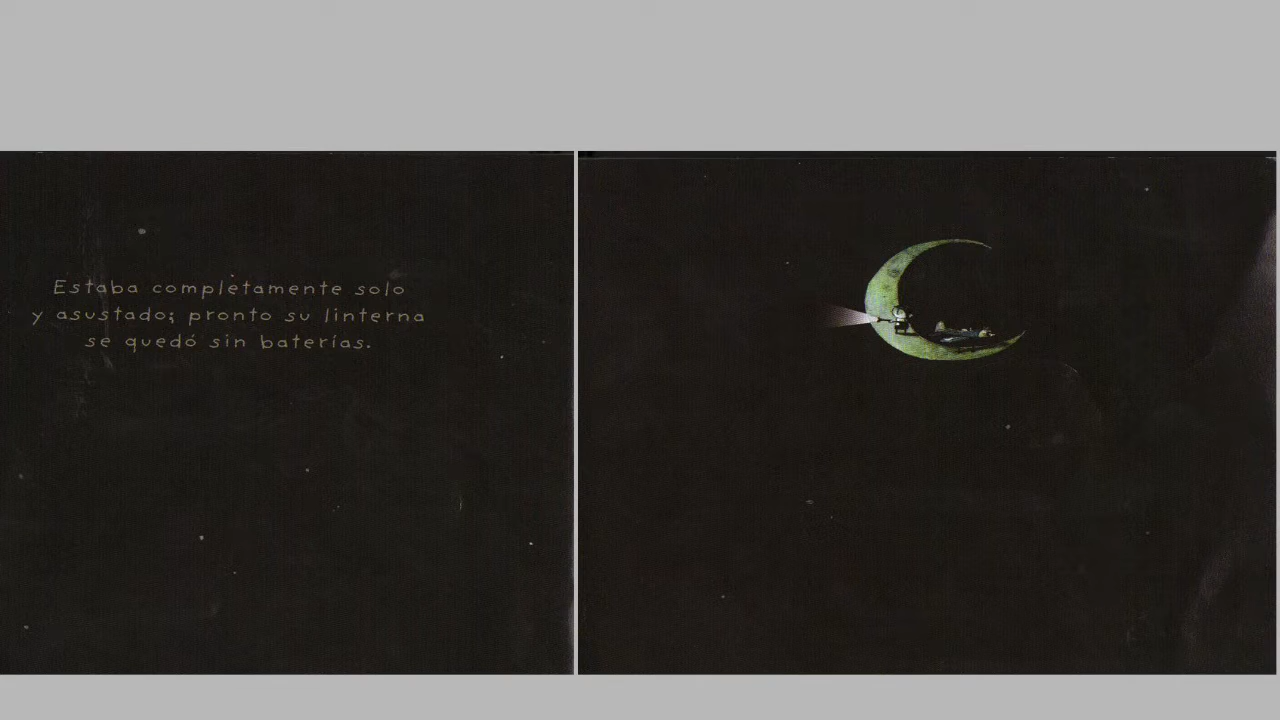 Estaba completamente solo
y asustado; pronto su linterna
se quedó sin baterías.